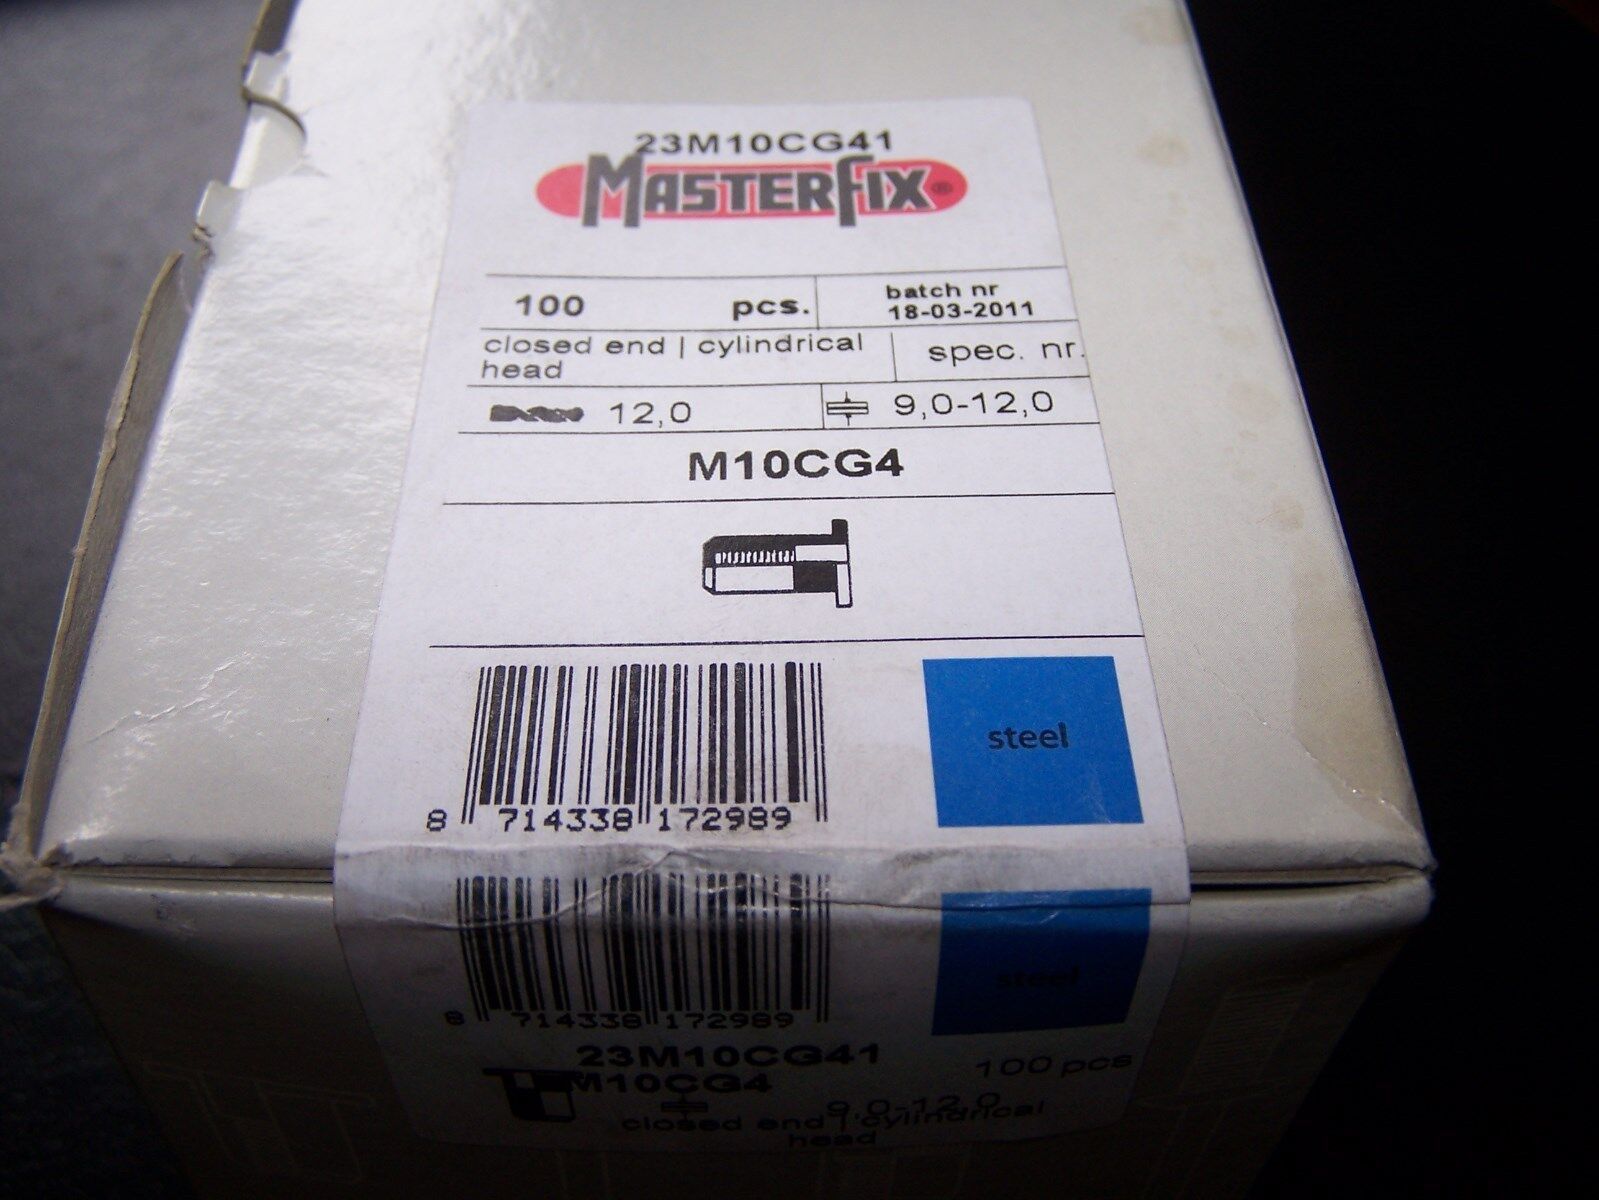 23M10CG41
MASTERFIX®
100 pcs.
batch nr
18-03-2011
closed end | cylindrical
head
spec. nr.
12,0
9,0-12,0
M10CG4
steel
8 714338 172989
steel
8 714338 172989
23M10CG41
100 pcs
M10CG4
9,0-12,0
closed end | cylindrical
head